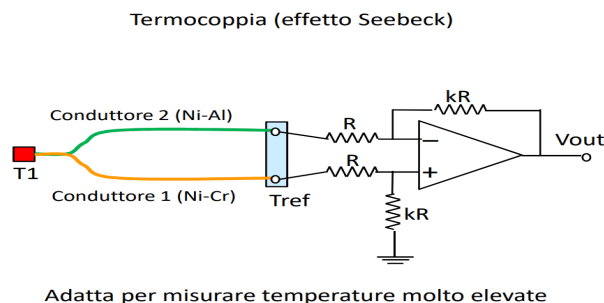 Termocoppia (effetto Seebeck)
kR
Conduttore 2 (Ni-Al)
R
Vout
−
R
+
T1
Conduttore 1 (Ni-Cr)
Tref
kR
Adatta per misurare temperature molto elevate